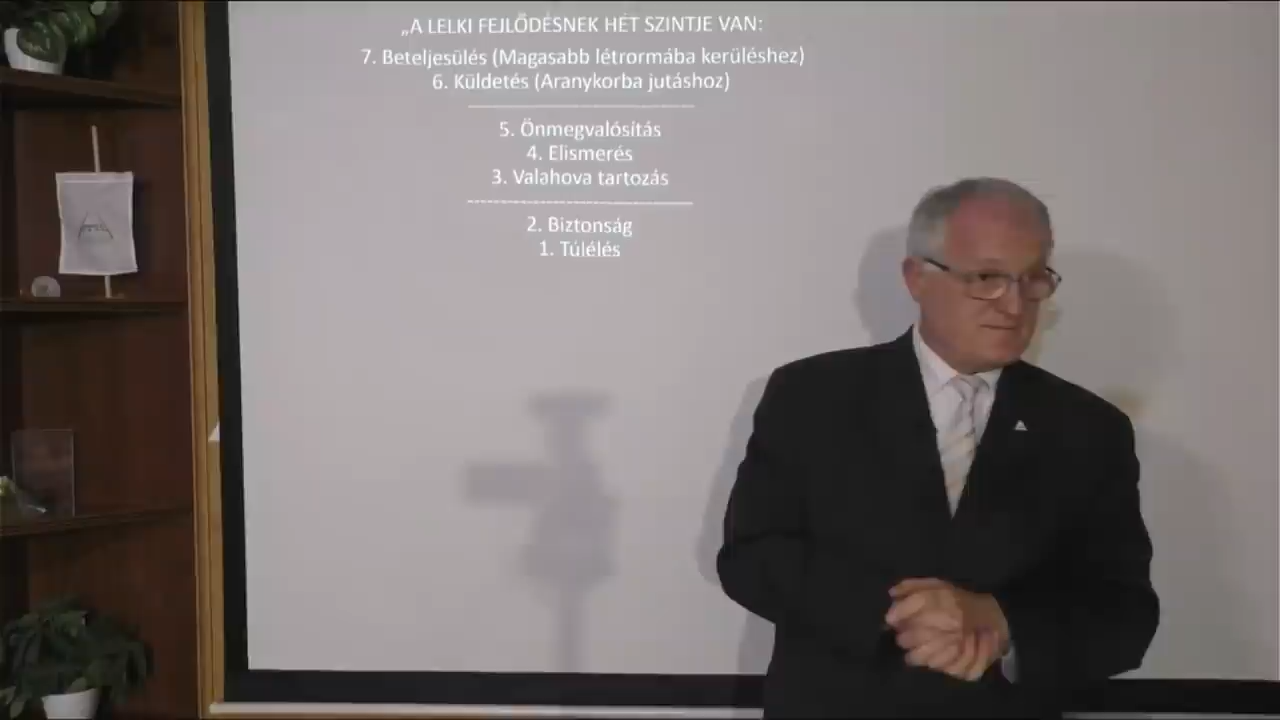 „A LELKI FEJLŐDÉSNEK HÉT SZINTJE VAN:
7. Beteljesülés (Magasabb létrormába kerüléshez)
6. Küldetés (Aranykorba jutáshoz)
5. Önmegvalósítás
4. Elismerés
3. Valahova tartozás
2. Biztonság
1. Túlélés